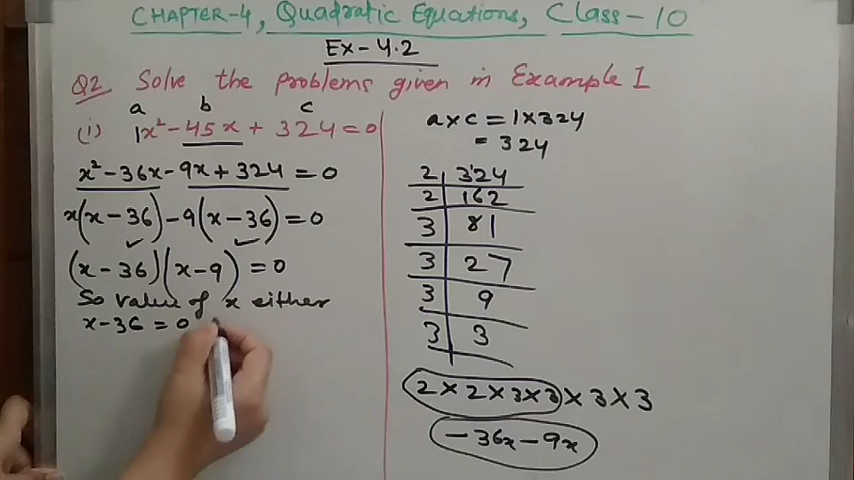 CHAPTER-4, Quadratic Equations, Class-10
Ex-4.2
Q2 Solve the problems given in Example 1
a b c
(i) 1x²-45x+324=0
x²-36x-9x+324=0
x(x-36)-9(x-36)=0
(x-36)(x-9)=0
So value of x either
x-36=0
a×c=1×324
=324
2 324
2 162
3 81
3 27
3 9
3 3
2×2×3×3×3×3
-36x-9x